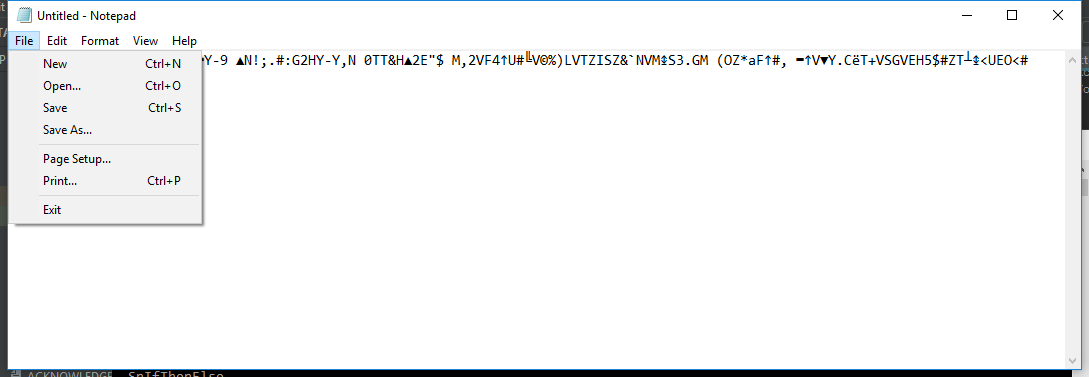 Untitled - Notepad
File Edit Format View Help
Y-9 ▲N!;.#:G2HY-Y,N 0TT&H▲2E"$ M,2VF4↑U#╚V©%)LVTZISZ&`NVM↨S3.GM (OZ*aF↑#, ▬↑V▼Y.CëT+VSGVEH5$#ZT┴↨<UEO<#
New Ctrl+N
Open... Ctrl+O
Save Ctrl+S
Save As...
Page Setup...
Print... Ctrl+P
Exit
ACKNOWLEDGE SnIfThenElse